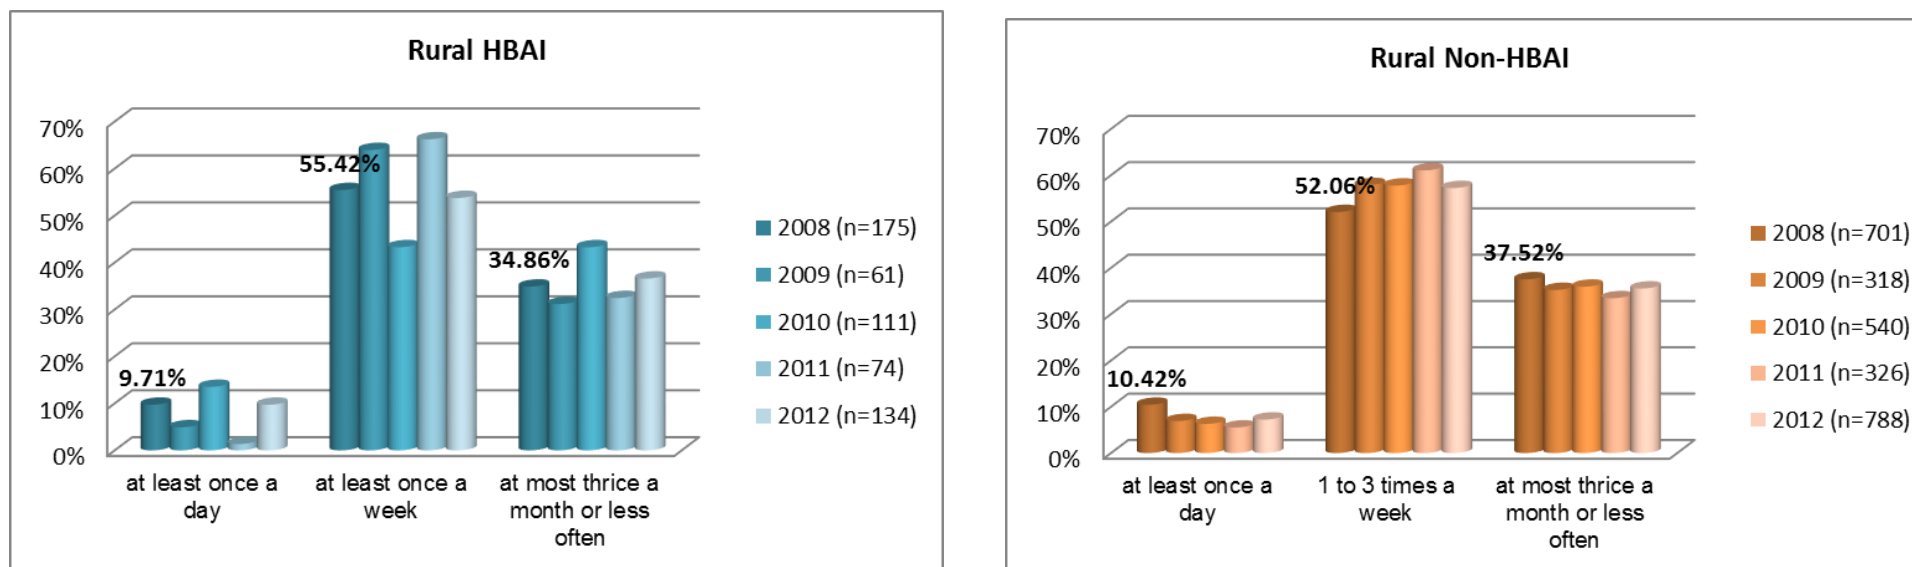 Rural HBAI
70%
60%
50%
40%
30%
20%
10%
0%
9.71%
55.42%
34.86%
at least once a
day
at least once a
week
at most thrice a
month or less
often
2008 (n=175)
2009 (n=61)
2010 (n=111)
2011 (n=74)
2012 (n=134)
Rural Non-HBAI
70%
60%
50%
40%
30%
20%
10%
0%
10.42%
52.06%
37.52%
at least once a
day
1 to 3 times a
week
at most thrice a
month or less
often
2008 (n=701)
2009 (n=318)
2010 (n=540)
2011 (n=326)
2012 (n=788)